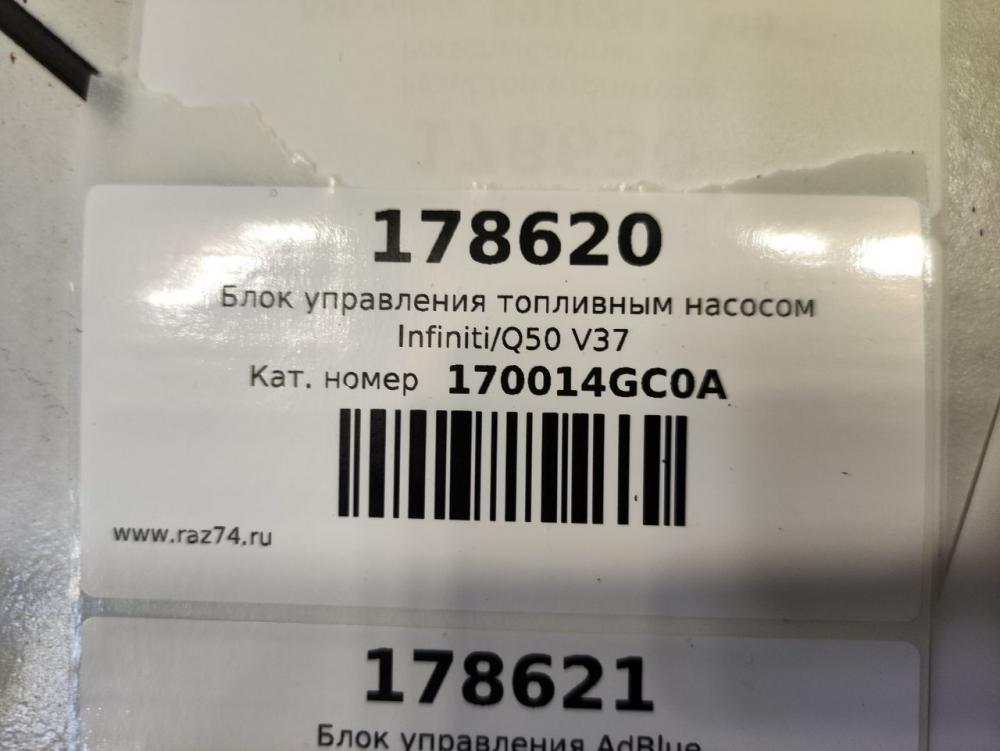 178620
Блок управления топливным насосом
Infiniti/Q50 V37
Кат. номер 170014GC0A
www.raz74.ru
178621
Блок управления AdBlue